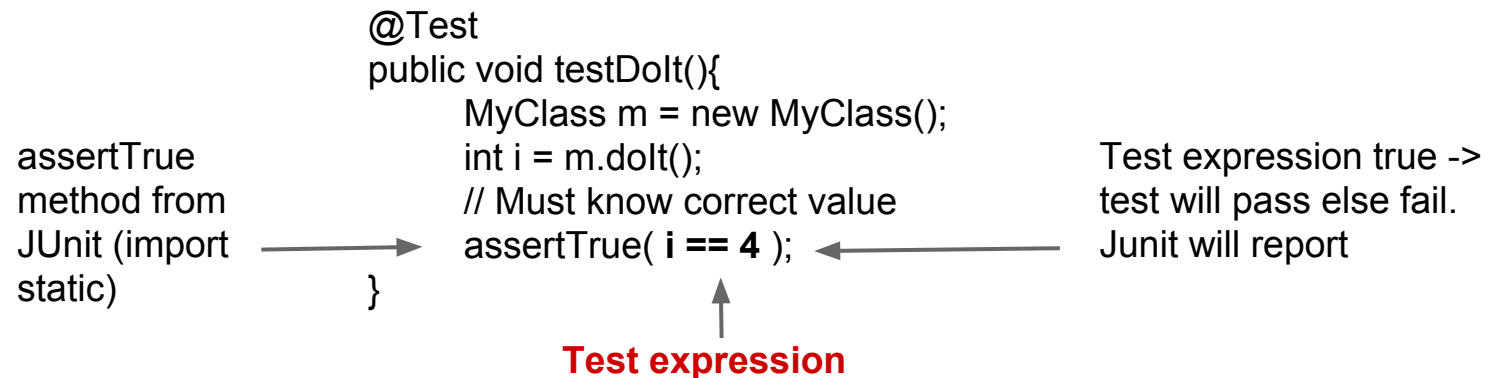 @Test
public void testDoIt(){
MyClass m = new MyClass();
int i = m.doIt();
// Must know correct value
assertTrue( i == 4 );
}
assertTrue
method from
JUnit (import
static)
Test expression true ->
test will pass else fail.
Junit will report
Test expression